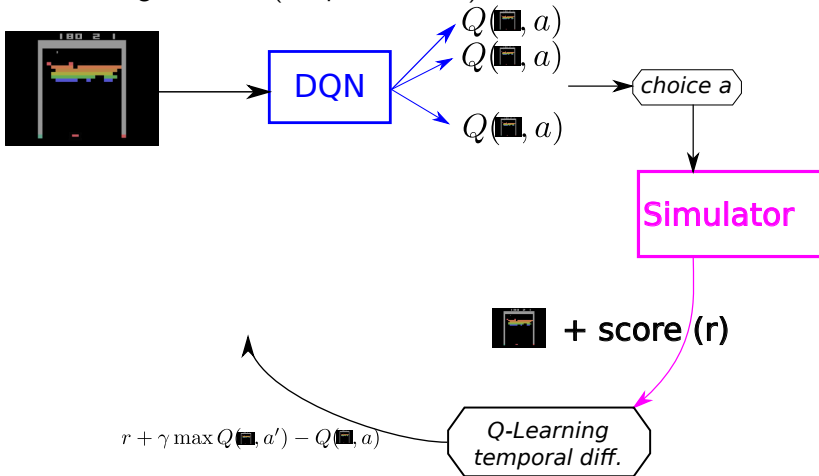 180 2 1
DQN
Q( , a)
Q( , a)
Q( , a)
choice a
Simulator
+ score (r)
Q-Learning
temporal diff.
r + γ max Q( , a′) − Q( , a)